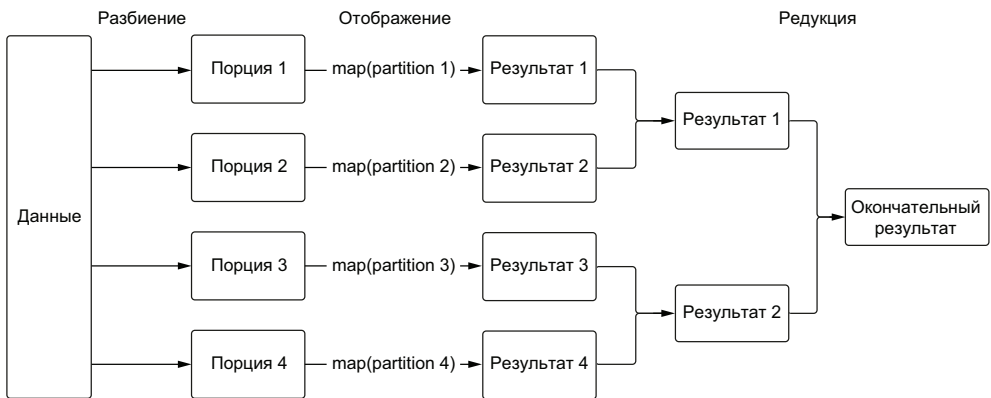 Разбиение
Отображение
Редукция
Данные
Порция 1
map(partition 1)
Результат 1
Порция 2
map(partition 2)
Результат 2
Порция 3
map(partition 3)
Результат 3
Порция 4
map(partition 4)
Результат 4
Результат 1
Результат 2
Окончательный
результат